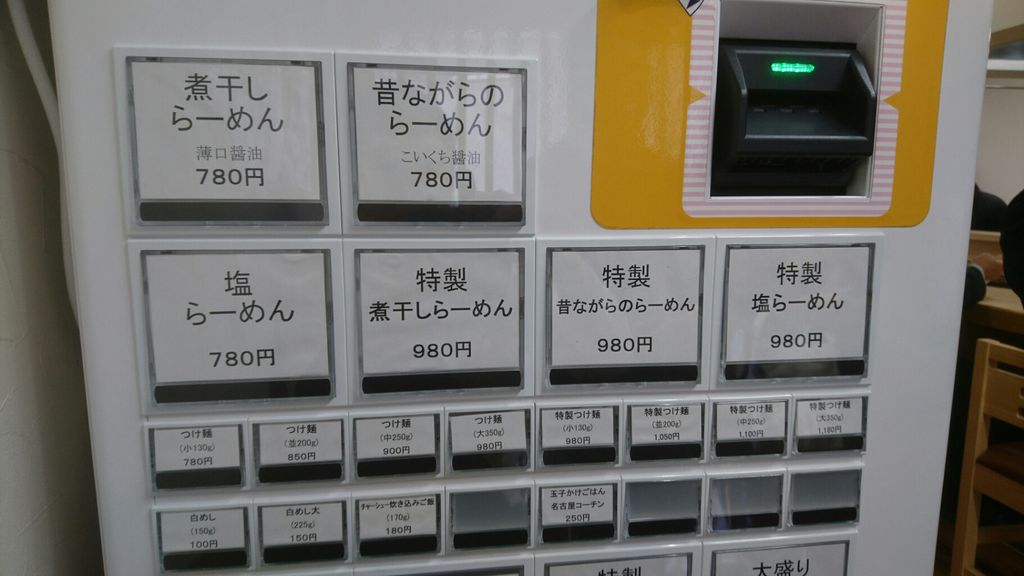 煮干し
らーめん
薄口醤油
780円
昔ながらの
らーめん
こいくち醤油
780円
塩
らーめん
780円
特製
煮干しらーめん
980円
特製
昔ながらのらーめん
980円
特製
塩らーめん
980円
つけ麺
(小130g)
780円
つけ麺
(並200g)
850円
つけ麺
(中250g)
900円
つけ麺
(大350g)
980円
特製つけ麺
(小130g)
980円
特製つけ麺
(並200g)
1,050円
特製つけ麺
(中250g)
1,100円
特製つけ麺
(大350g)
1,180円
白めし
(150g)
100円
白めし大
(225g)
150円
チャーシュー炊き込みご飯
(170g)
180円
玉子かけごはん
名古屋コーチン
250円
特製
大盛り